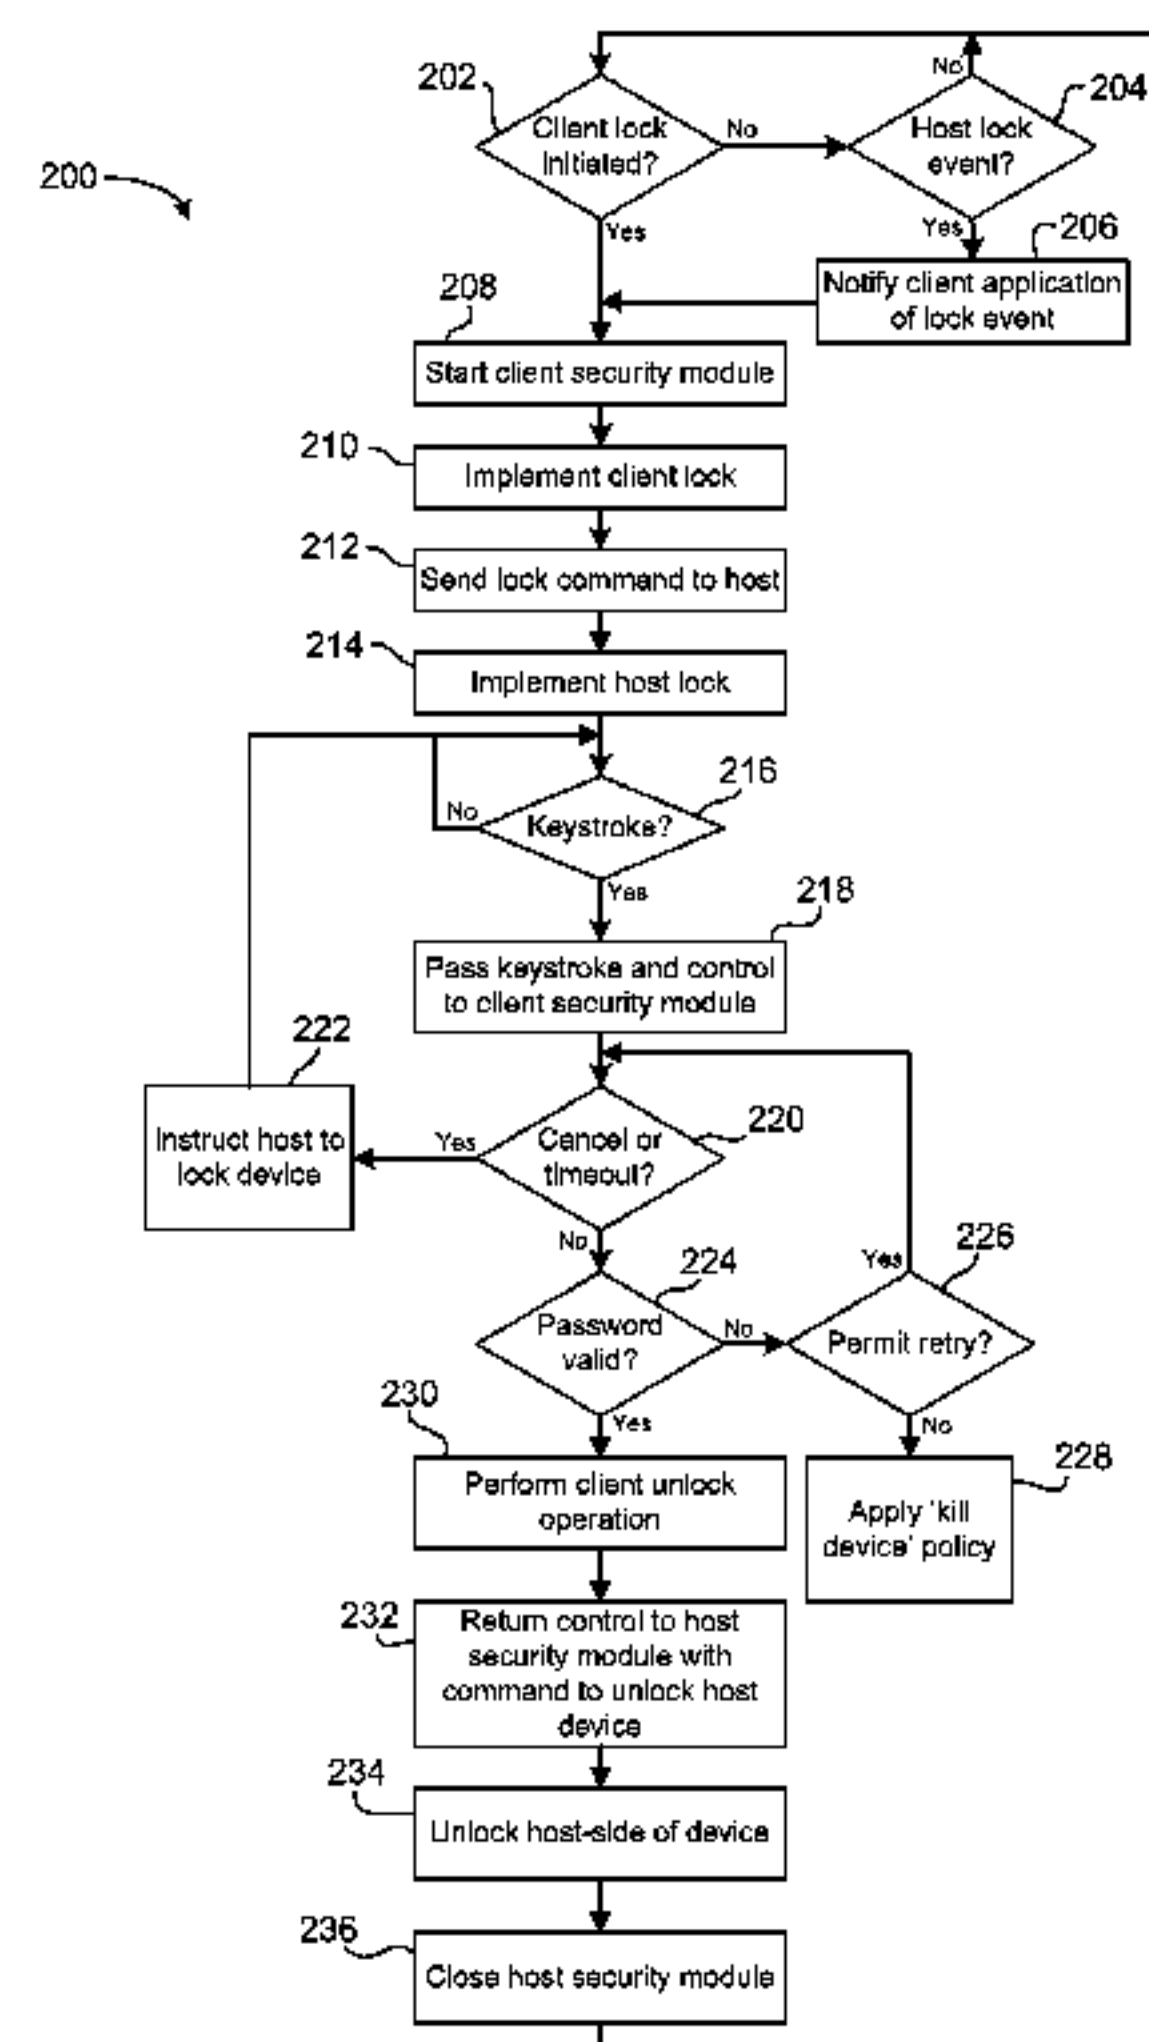 200
202
Client lock
initiated?
No
Yes
No
204
Host lock
event?
Yes
206
Notify client application
of lock event
208
Start client security module
210
Implement client lock
212
Send lock command to host
214
Implement host lock
216
Keystroke?
No
Yes
218
Pass keystroke and control
to client security module
220
Cancel or
timeout?
Yes
No
222
Instruct host to
lock device
224
Password
valid?
No
Yes
226
Permit retry?
Yes
No
228
Apply 'kill
device' policy
230
Perform client unlock
operation
232
Return control to host
security module with
command to unlock host
device
234
Unlock host-side of device
236
Close host security module